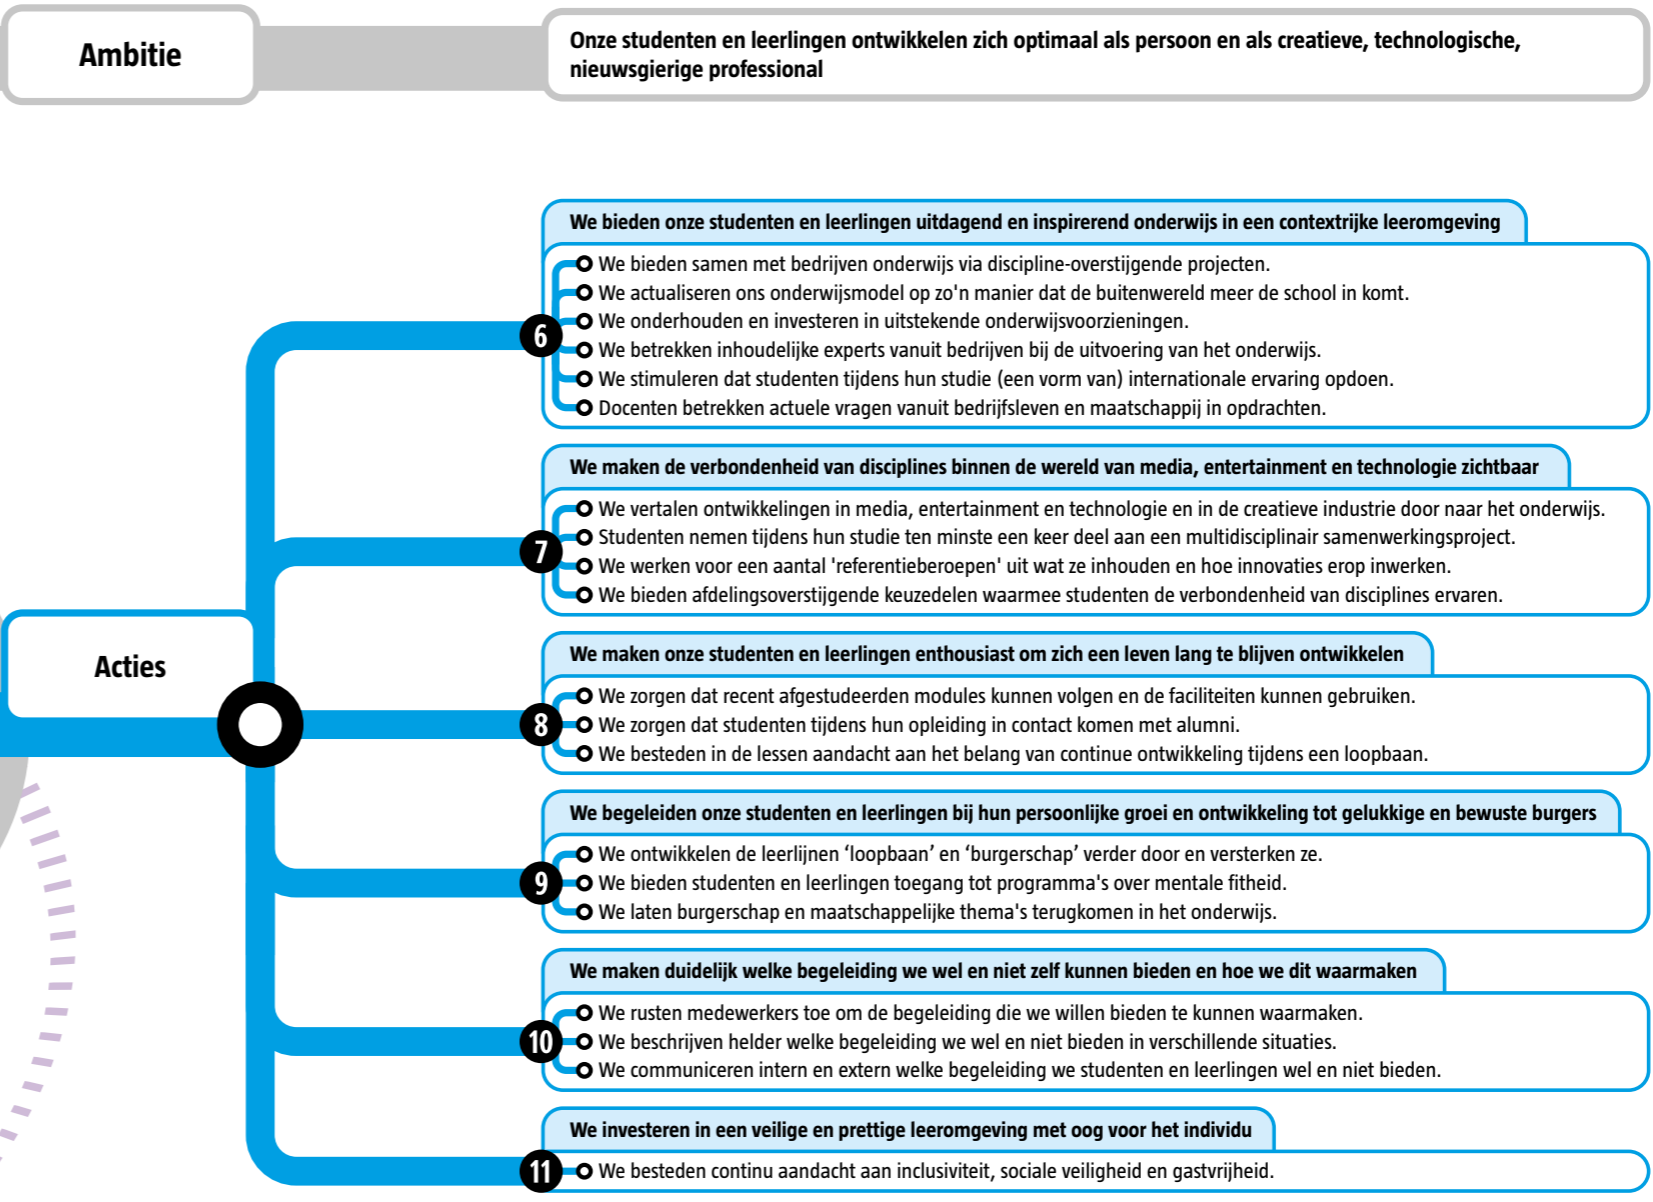 Ambitie
Onze studenten en leerlingen ontwikkelen zich optimaal als persoon en als creatieve, technologische,
nieuwsgierige professional
We bieden onze studenten en leerlingen uitdagend en inspirerend onderwijs in een contextrijke leeromgeving
6
We bieden samen met bedrijven onderwijs via discipline-overstijgende projecten.
We actualiseren ons onderwijsmodel op zo'n manier dat de buitenwereld meer de school in komt.
We onderhouden en investeren in uitstekende onderwijsvoorzieningen.
We betrekken inhoudelijke experts vanuit bedrijven bij de uitvoering van het onderwijs.
We stimuleren dat studenten tijdens hun studie (een vorm van) internationale ervaring opdoen.
Docenten betrekken actuele vragen vanuit bedrijfsleven en maatschappij in opdrachten.
We maken de verbondenheid van disciplines binnen de wereld van media, entertainment en technologie zichtbaar
7
We vertalen ontwikkelingen in media, entertainment en technologie en in de creatieve industrie door naar het onderwijs.
Studenten nemen tijdens hun studie ten minste een keer deel aan een multidisciplinair samenwerkingsproject.
We werken voor een aantal 'referentieberoepen' uit wat ze inhouden en hoe innovaties erop inwerken.
We bieden afdelingsoverstijgende keuzedelen waarmee studenten de verbondenheid van disciplines ervaren.
Acties
We maken onze studenten en leerlingen enthousiast om zich een leven lang te blijven ontwikkelen
8
We zorgen dat recent afgestudeerden modules kunnen volgen en de faciliteiten kunnen gebruiken.
We zorgen dat studenten tijdens hun opleiding in contact komen met alumni.
We besteden in de lessen aandacht aan het belang van continue ontwikkeling tijdens een loopbaan.
We begeleiden onze studenten en leerlingen bij hun persoonlijke groei en ontwikkeling tot gelukkige en bewuste burgers
9
We ontwikkelen de leerlijnen ‘loopbaan’ en ‘burgerschap’ verder door en versterken ze.
We bieden studenten en leerlingen toegang tot programma's over mentale fitheid.
We laten burgerschap en maatschappelijke thema's terugkomen in het onderwijs.
We maken duidelijk welke begeleiding we wel en niet zelf kunnen bieden en hoe we dit waarmaken
10
We rusten medewerkers toe om de begeleiding die we willen bieden te kunnen waarmaken.
We beschrijven helder welke begeleiding we wel en niet bieden in verschillende situaties.
We communiceren intern en extern welke begeleiding we studenten en leerlingen wel en niet bieden.
We investeren in een veilige en prettige leeromgeving met oog voor het individu
11
We besteden continu aandacht aan inclusiviteit, sociale veiligheid en gastvrijheid.